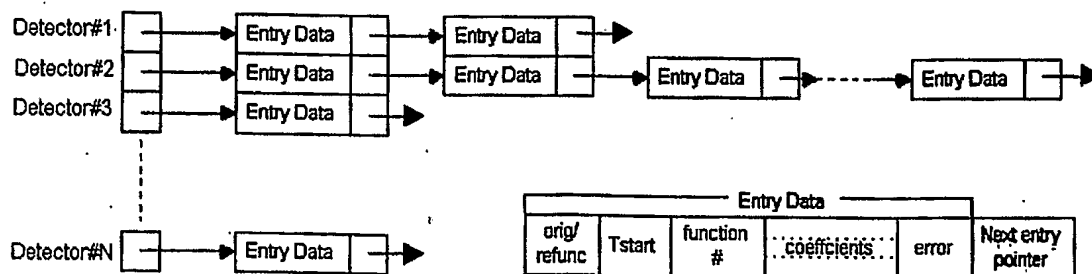 Detector#1 Entry Data Entry Data
Detector#2 Entry Data Entry Data Entry Data Entry Data
Detector#3 Entry Data
Detector#N Entry Data
Entry Data
orig/
refunc
Tstart
function
#
coeffcients
error
Next entry
pointer